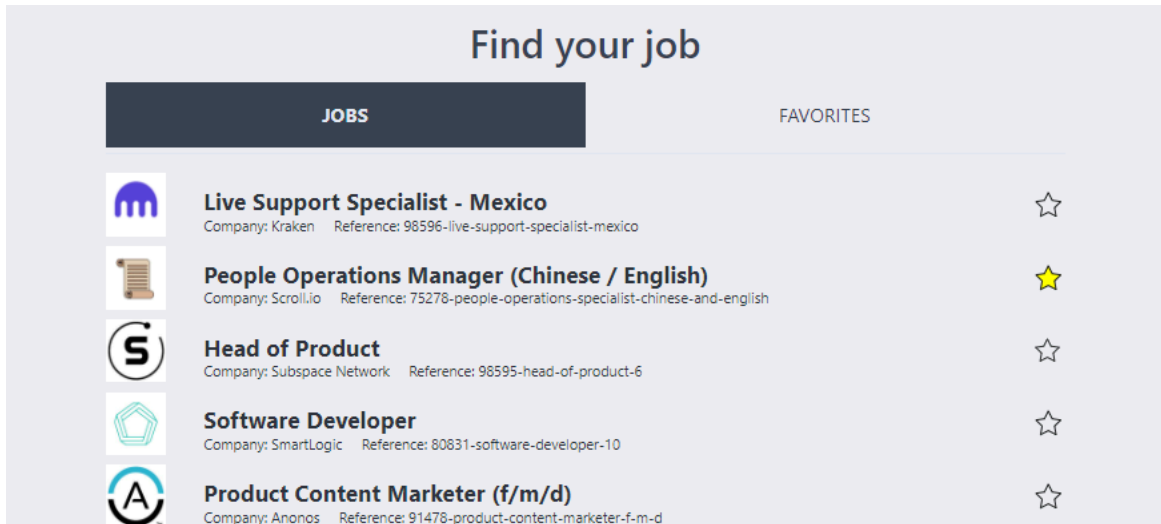 Find your job
JOBS FAVORITES
Live Support Specialist - Mexico
Company: Kraken Reference: 98596-live-support-specialist-mexico
People Operations Manager (Chinese / English)
Company: Scroll.io Reference: 75278-people-operations-specialist-chinese-and-english
S
Head of Product
Company: Subspace Network Reference: 98595-head-of-product-6
Software Developer
Company: SmartLogic Reference: 80831-software-developer-10
A
Product Content Marketer (f/m/d)
Company: Anonos Reference: 91478-product-content-marketer-f-m-d